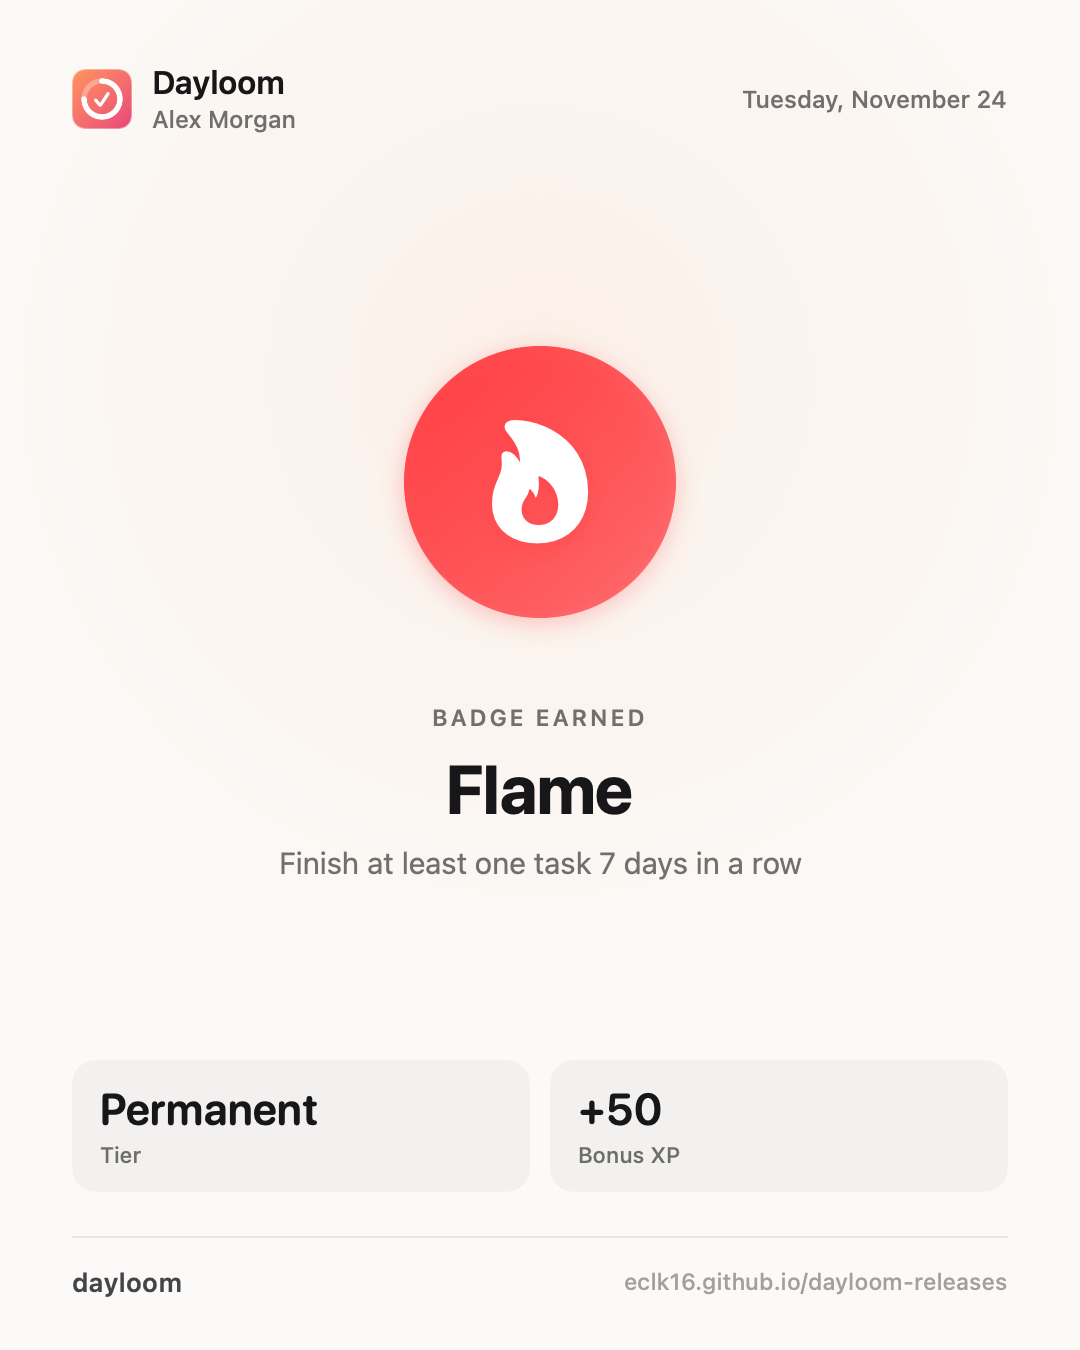 Dayloom
Alex Morgan
Tuesday, November 24
BADGE EARNED
Flame
Finish at least one task 7 days in a row
Permanent
Tier
+50
Bonus XP
dayloom
eclk16.github.io/dayloom-releases